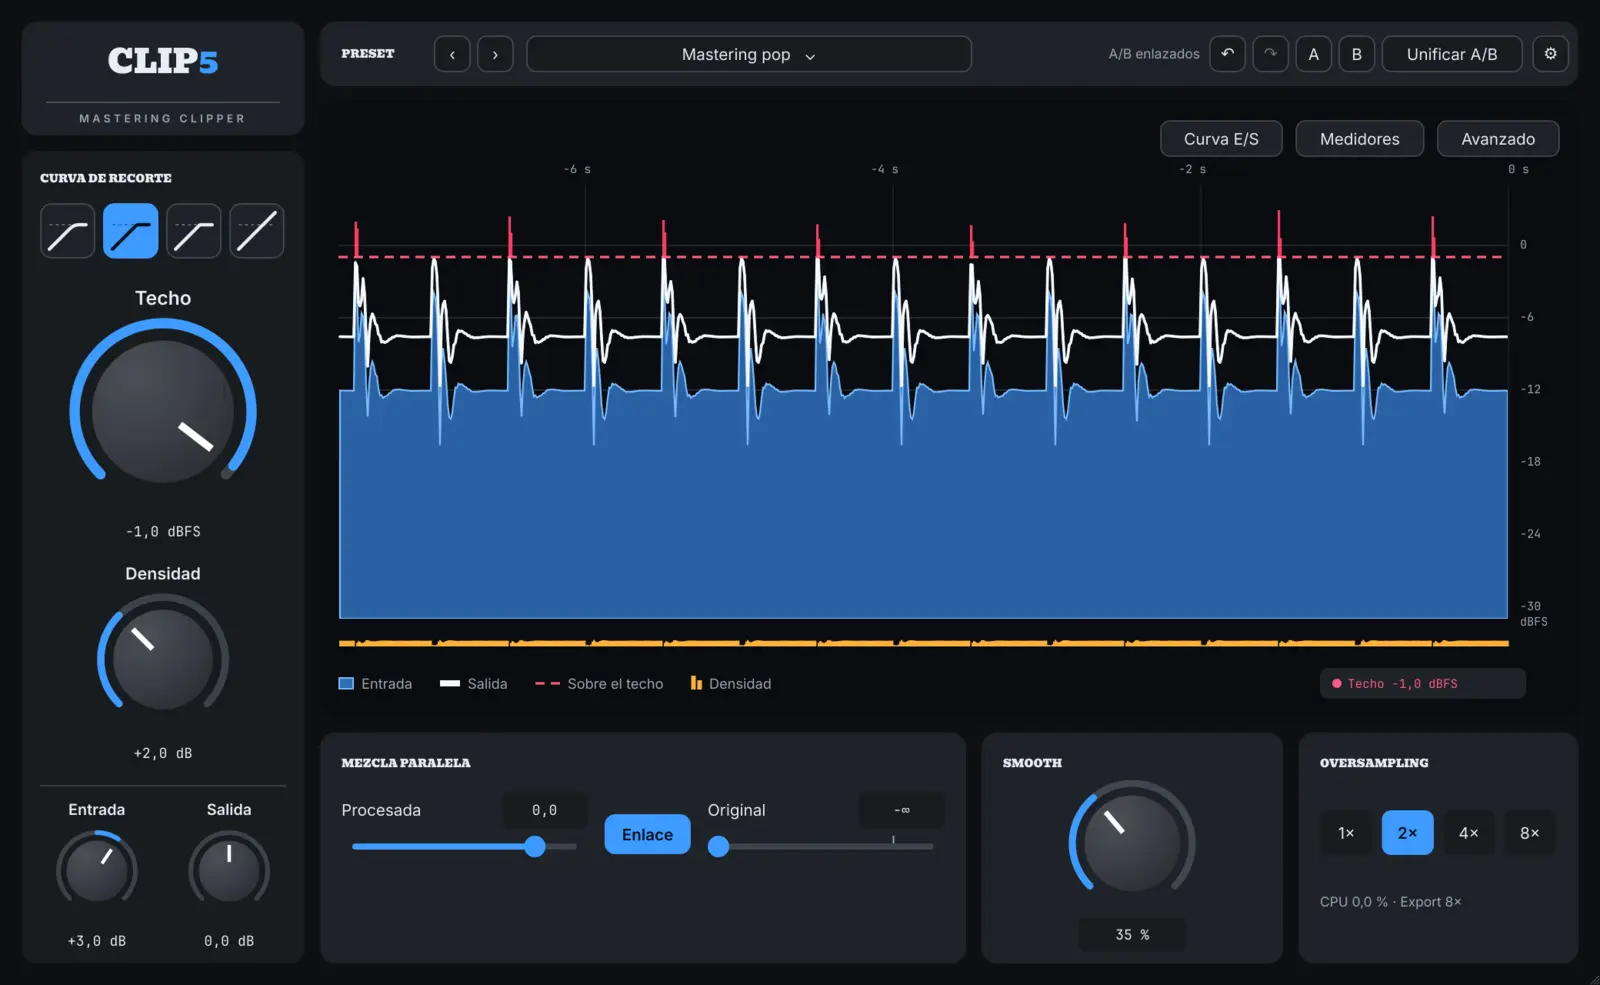 CLIP5
MASTERING CLIPPER
PRESET
‹
›
Mastering pop
A/B enlazados
A
B
Unificar A/B
CURVA DE RECORTE
Techo
-1,0 dBFS
Densidad
+2,0 dB
Entrada
Salida
+3,0 dB
0,0 dB
Curva E/S
Medidores
Avanzado
-6 s
-4 s
-2 s
0 s
0
-6
-12
-18
-24
-30
dBFS
Entrada
Salida
Sobre el techo
Densidad
Techo -1,0 dBFS
MEZCLA PARALELA
Procesada
0,0
Enlace
Original
-∞
SMOOTH
35 %
OVERSAMPLING
1×
2×
4×
8×
CPU 0,0 % · Export 8×